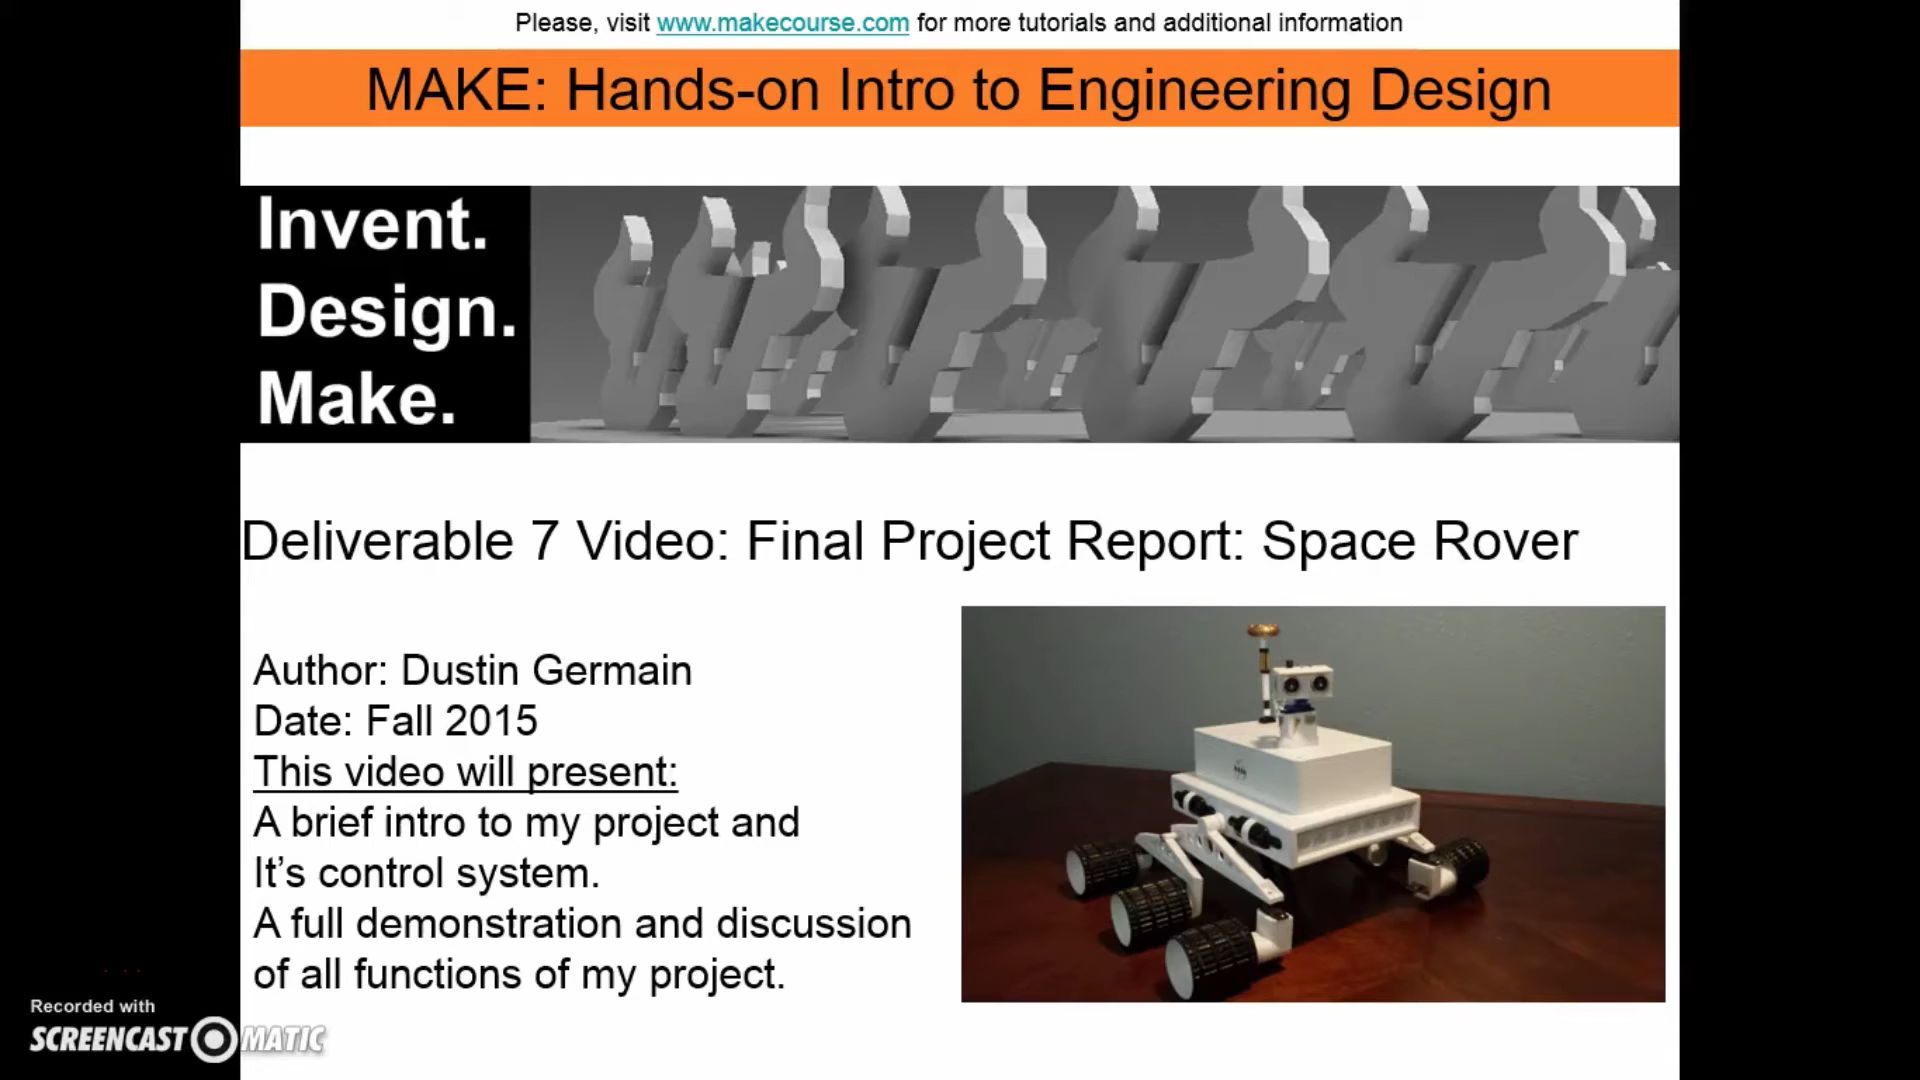 Please, visit www.makecourse.com for more tutorials and additional information
MAKE: Hands-on Intro to Engineering Design
Invent.
Design.
Make.
Deliverable 7 Video: Final Project Report: Space Rover
Author: Dustin Germain
Date: Fall 2015
This video will present:
A brief intro to my project and
It’s control system.
A full demonstration and discussion
of all functions of my project.
Recorded with
SCREENCAST MATIC